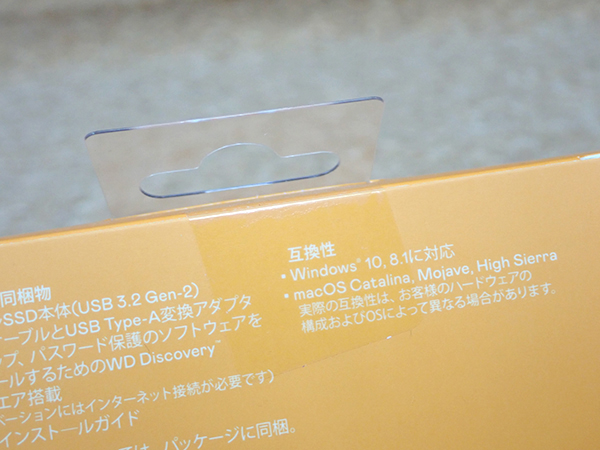 同梱物
SSD本体(USB 3.2 Gen-2)
ケーブルとUSB Type-A変換アダプタ
ップ、パスワード保護のソフトウェアを
ールするためのWD Discovery™
ェア搭載
ベーションにはインターネット接続が必要です)
インストールガイド
は、パッケージに同梱。
互換性
• Windows® 10, 8.1に対応
• macOS Catalina, Mojave, High Sierra
実際の互換性は、お客様のハードウェアの
構成およびOSによって異なる場合があります。